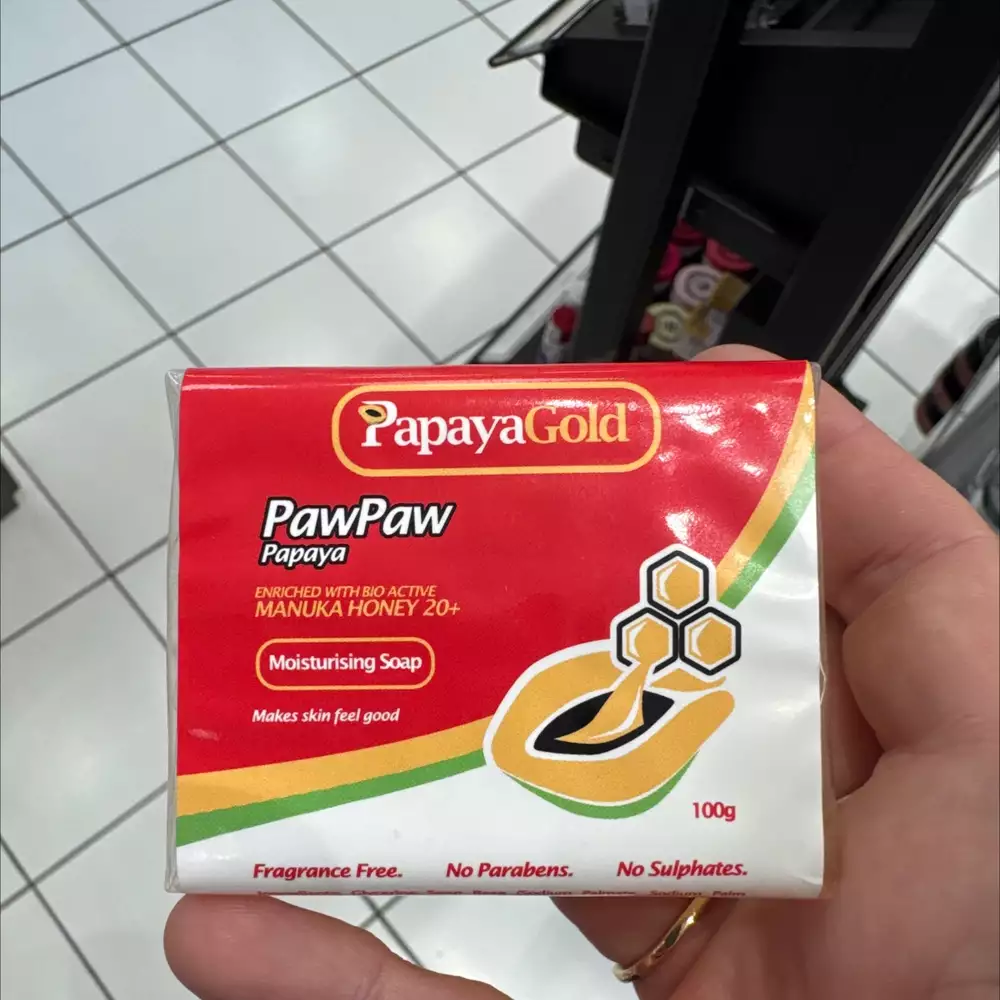 PapayaGold®
PawPaw
Papaya
ENRICHED WITH BIO ACTIVE
MANUKA HONEY 20+
Moisturising Soap
Makes skin feel good
100g
Fragrance Free. No Parabens. No Sulphates.